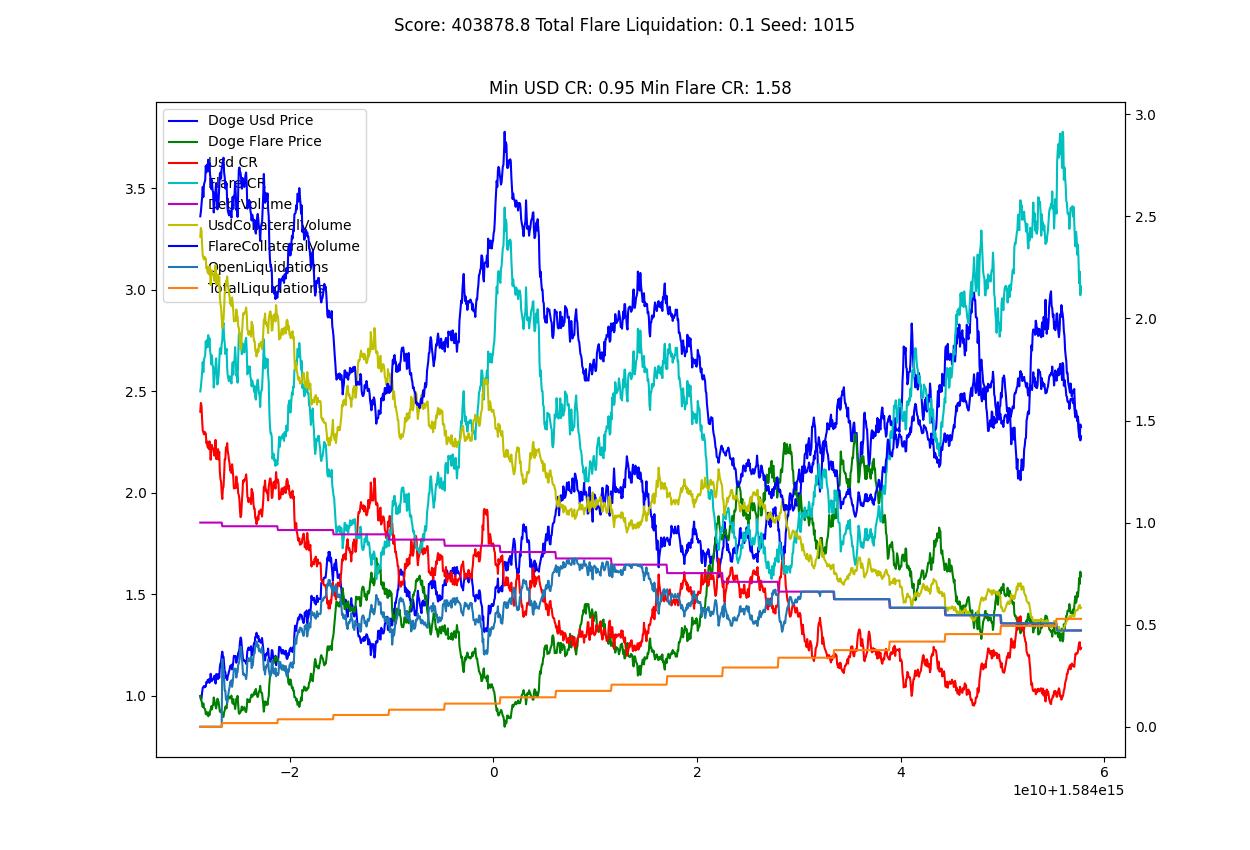 Score: 403878.8 Total Flare Liquidation: 0.1 Seed: 1015
Min USD CR: 0.95 Min Flare CR: 1.58
Doge Usd Price
Doge Flare Price
Usd CR
Flare CR
DebtVolume
UsdCollateralVolume
FlareCollateralVolume
OpenLiquidations
TotalLiquidations
3.5
3.0
2.5
2.0
1.5
1.0
3.0
2.5
2.0
1.5
1.0
0.5
0.0
−2
0
2
4
6
1e10+1.584e15